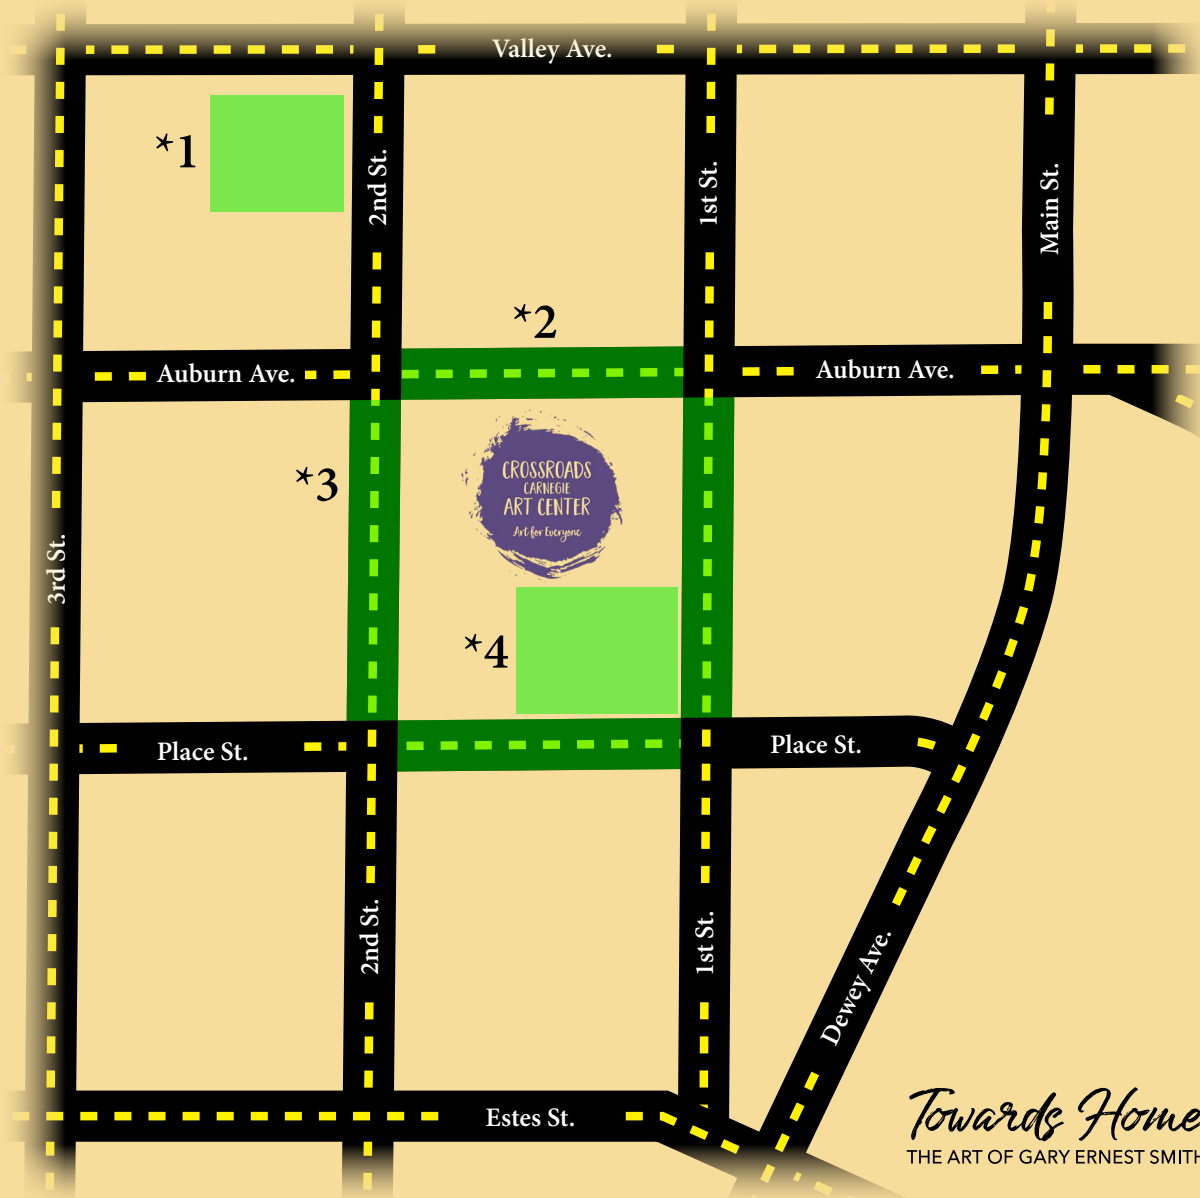 Valley Ave.
*1
2nd St.
1st St.
Main St.
*2
Auburn Ave.
Auburn Ave.
*3
CROSSROADS
CARNEGIE
ART CENTER
Art for Everyone
3rd St.
*4
Place St.
Place St.
2nd St.
1st St.
Dewey Ave.
Estes St.
Towards Home
THE ART OF GARY ERNEST SMITH